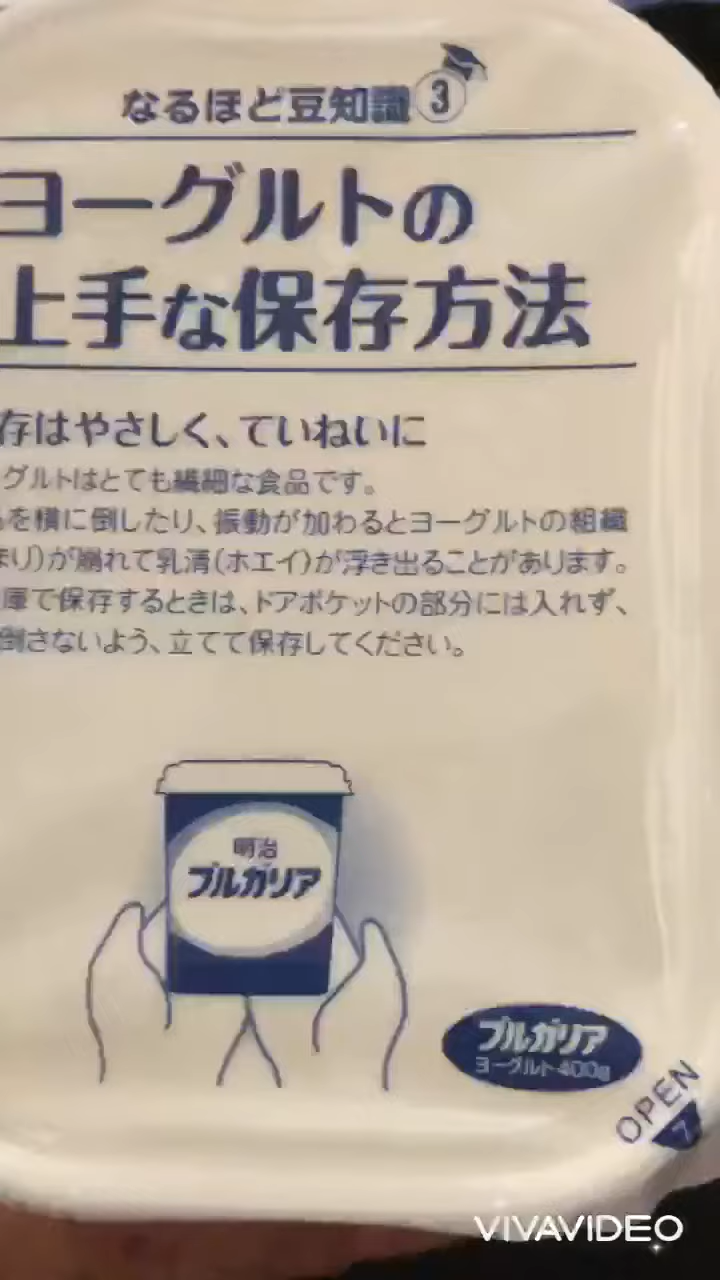 なるほど豆知識 3
ヨーグルトの
上手な保存方法
存はやさしく、ていねいに
グルトはとても繊細な食品です。
を横に倒したり、振動が加わるとヨーグルトの組織
まり)が崩れて乳清(ホエイ)が浮き出ることがあります。
庫で保存するときは、ドアポケットの部分には入れず、
倒さないよう、立てて保存してください。
明治
ブルガリア
ブルガリア
ヨーグルト400g
OPEN
7
VIVAVIDEO